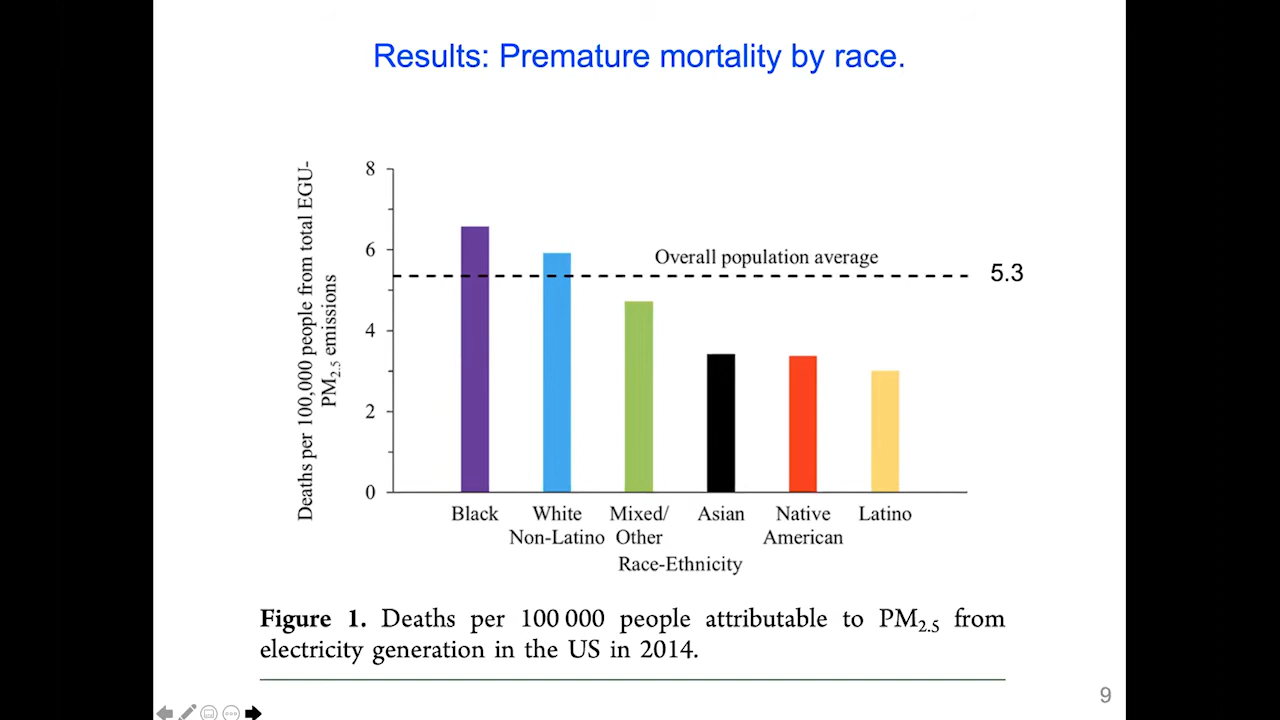 Results: Premature mortality by race.
Deaths per 100,000 people from total EGU-
PM2.5 emissions
8
6
4
2
0
Overall population average
5.3
Black
White
Non-Latino
Mixed/
Other
Asian
Native
American
Latino
Race-Ethnicity
Figure 1. Deaths per 100 000 people attributable to PM2.5 from
electricity generation in the US in 2014.
9